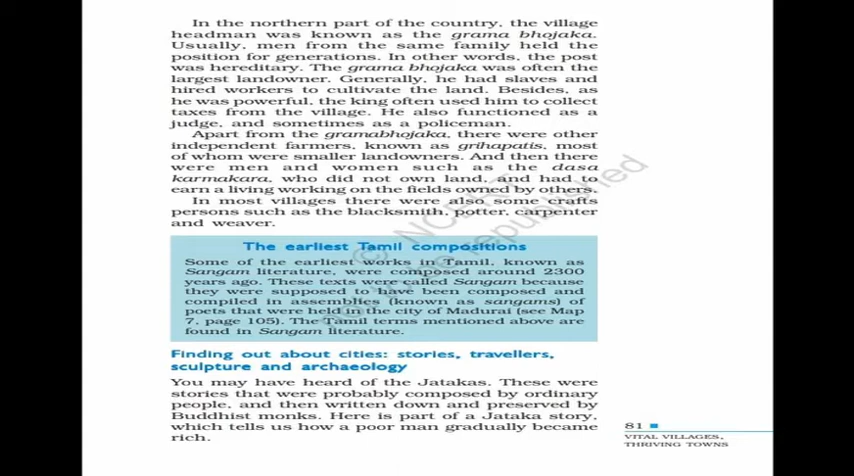 In the northern part of the country, the village
headman was known as the grama bhojaka.
Usually, men from the same family held the
position for generations. In other words, the post
was hereditary. The grama bhojaka was often the
largest landowner. Generally, he had slaves and
hired workers to cultivate the land. Besides, as
he was powerful, the king often used him to collect
taxes from the village. He also functioned as a
judge, and sometimes as a policeman.
Apart from the gramabhojaka, there were other
independent farmers, known as grihapatis, most
of whom were smaller landowners. And then there
were men and women such as the dasa
karmakara, who did not own land, and had to
earn a living working on the fields owned by others.
In most villages there were also some crafts
persons such as the blacksmith, potter, carpenter
and weaver.
The earliest Tamil compositions
Some of the earliest works in Tamil, known as
Sangam literature, were composed around 2300
years ago. These texts were called Sangam because
they were supposed to have been composed and
compiled in assemblies (known as sangams) of
poets that were held in the city of Madurai (see Map
7, page 105). The Tamil terms mentioned above are
found in Sangam literature.
Finding out about cities: stories, travellers,
sculpture and archaeology
You may have heard of the Jatakas. These were
stories that were probably composed by ordinary
people, and then written down and preserved by
Buddhist monks. Here is part of a Jataka story,
which tells us how a poor man gradually became
rich.
81
VITAL VILLAGES,
THRIVING TOWNS
© NCERT
not to be republished